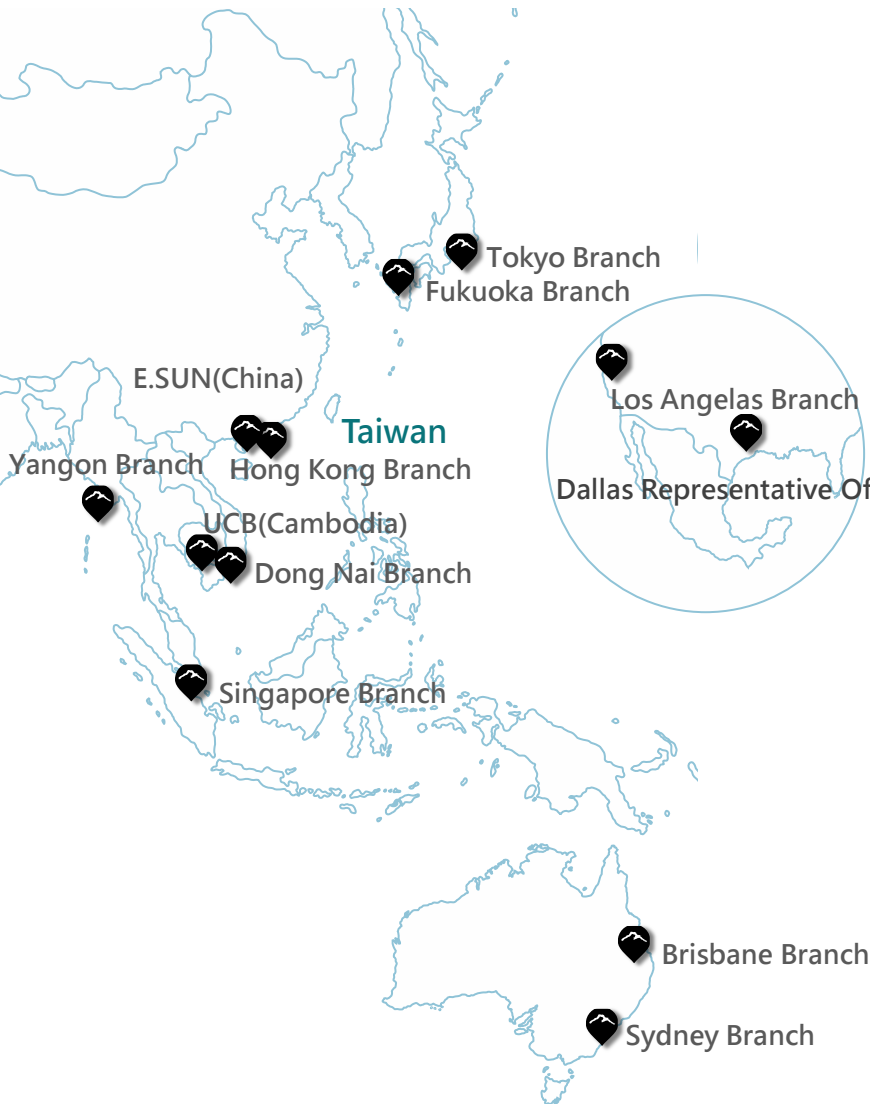 Tokyo Branch
Fukuoka Branch
E.SUN(China)
Los Angelas Branch
Taiwan
Yangon Branch
Hong Kong Branch
Dallas Representative Of
UCB(Cambodia)
Dong Nai Branch
Singapore Branch
Brisbane Branch
Sydney Branch